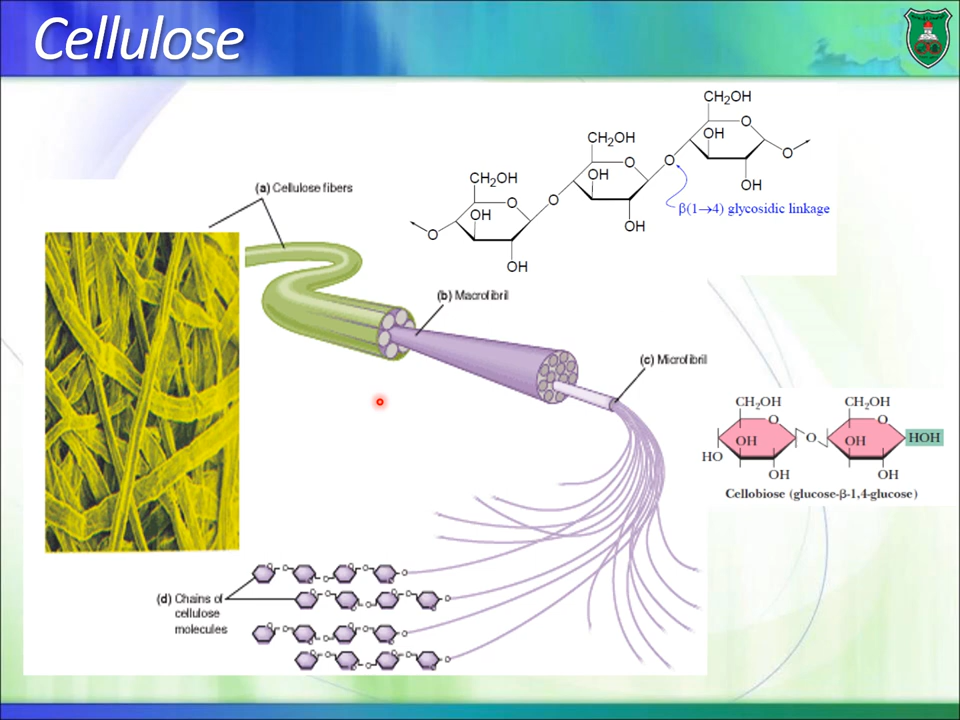 Cellulose
CH₂OH
O
OH
O
OH
CH₂OH
O
OH
O
OH
CH₂OH
O
OH
O
OH
O
β(1→4) glycosidic linkage
(a) Cellulose fibers
(b) Macrofibril
(c) Microfibril
CH₂OH
O
OH
HO
OH
O
CH₂OH
O
OH
HOH
OH
Cellobiose (glucose-β-1,4-glucose)
(d) Chains of
cellulose
molecules